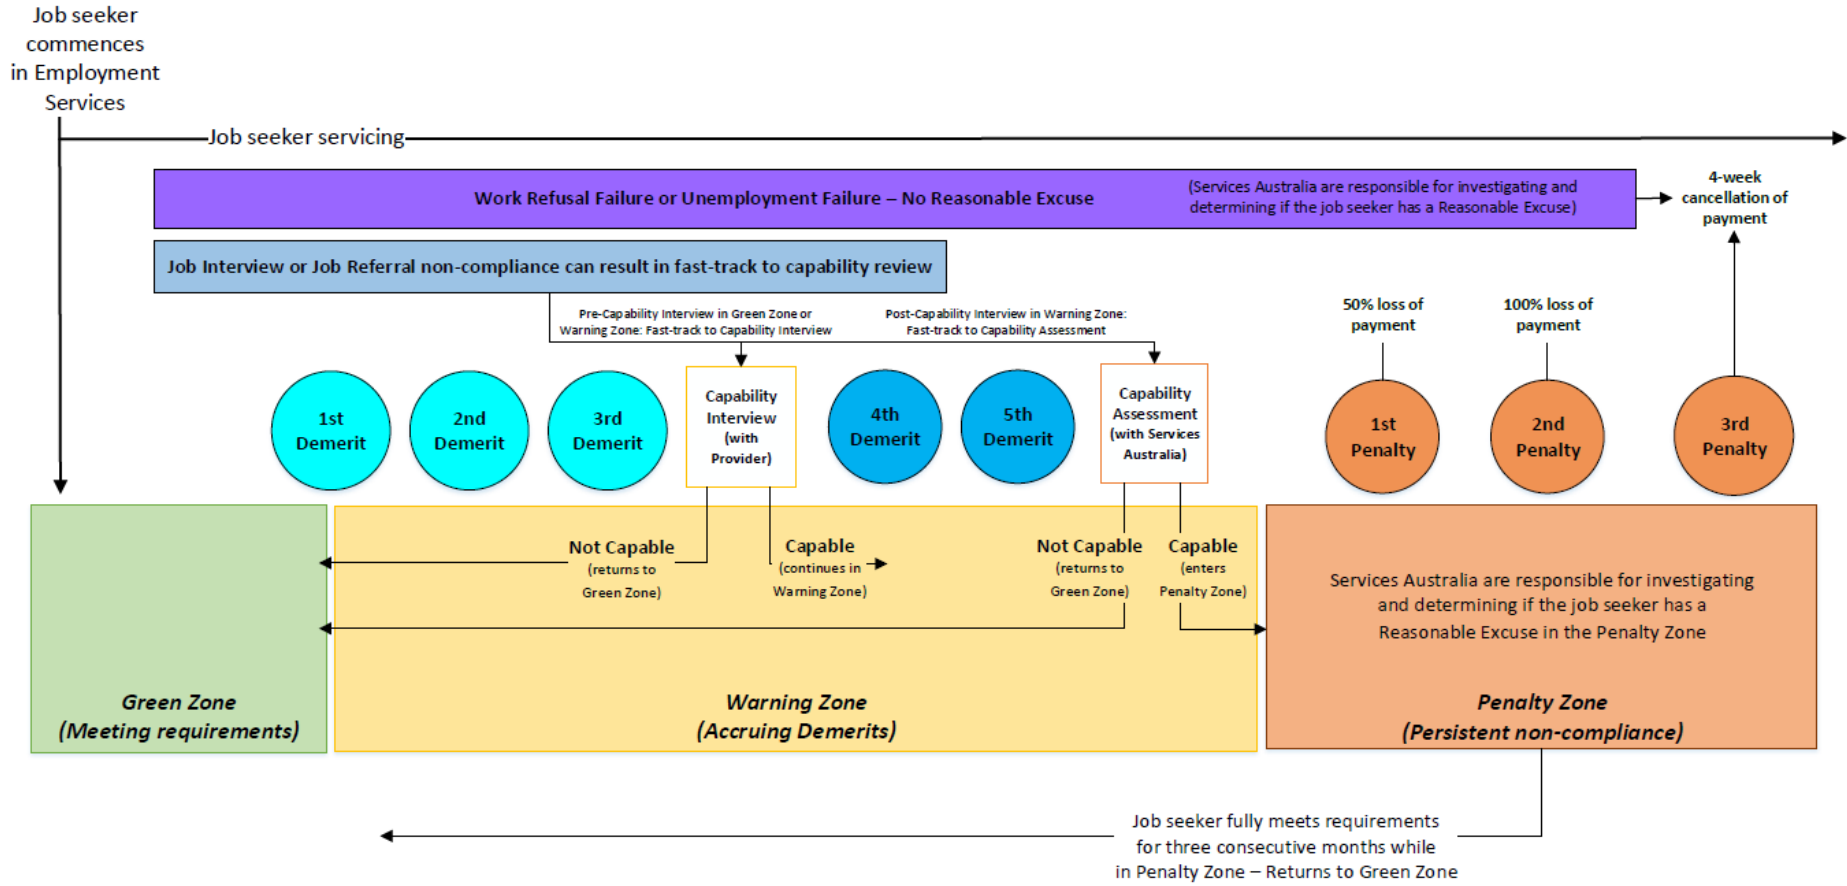 Job seeker
commences
in Employment
Services
Job seeker servicing
Work Refusal Failure or Unemployment Failure – No Reasonable Excuse
(Services Australia are responsible for investigating and
determining if the job seeker has a Reasonable Excuse)
4-week
cancellation of
payment
Job Interview or Job Referral non-compliance can result in fast-track to capability review
Pre-Capability Interview in Green Zone or
Warning Zone: Fast-track to Capability Interview
Post-Capability Interview in Warning Zone:
Fast-track to Capability Assessment
50% loss of
payment
100% loss of
payment
1st
Demerit
2nd
Demerit
3rd
Demerit
Capability
Interview
(with
Provider)
4th
Demerit
5th
Demerit
Capability
Assessment
(with Services
Australia)
1st
Penalty
2nd
Penalty
3rd
Penalty
Not Capable
(returns to
Green Zone)
Capable
(continues in
Warning Zone)
Not Capable
(returns to
Green Zone)
Capable
(enters
Penalty Zone)
Services Australia are responsible for investigating
and determining if the job seeker has a
Reasonable Excuse in the Penalty Zone
Green Zone
(Meeting requirements)
Warning Zone
(Accruing Demerits)
Penalty Zone
(Persistent non-compliance)
Job seeker fully meets requirements
for three consecutive months while
in Penalty Zone – Returns to Green Zone